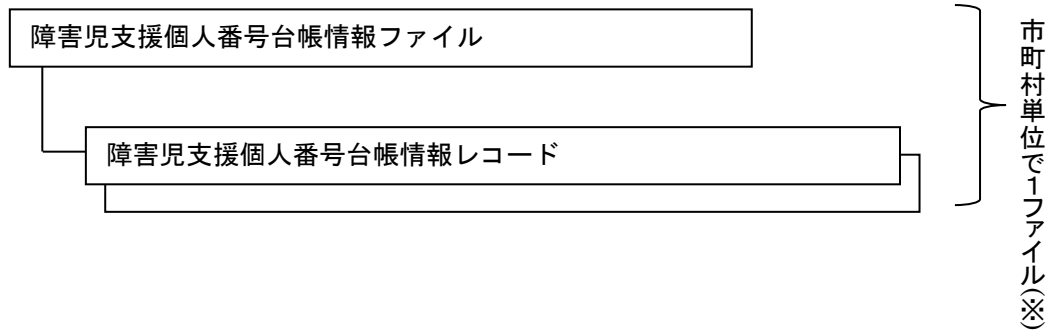 障害児支援個人番号台帳情報ファイル
障害児支援個人番号台帳情報レコード
市町村単位で1ファイル(※)